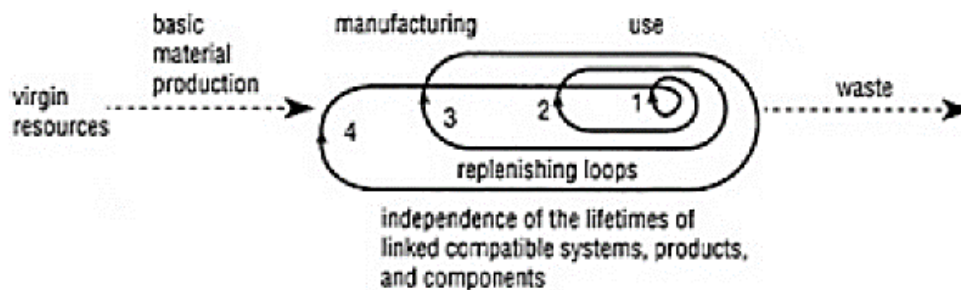 basic
material
production
manufacturing
use
virgin
resources
waste
1
2
3
4
replenishing loops
independence of the lifetimes of
linked compatible systems, products,
and components